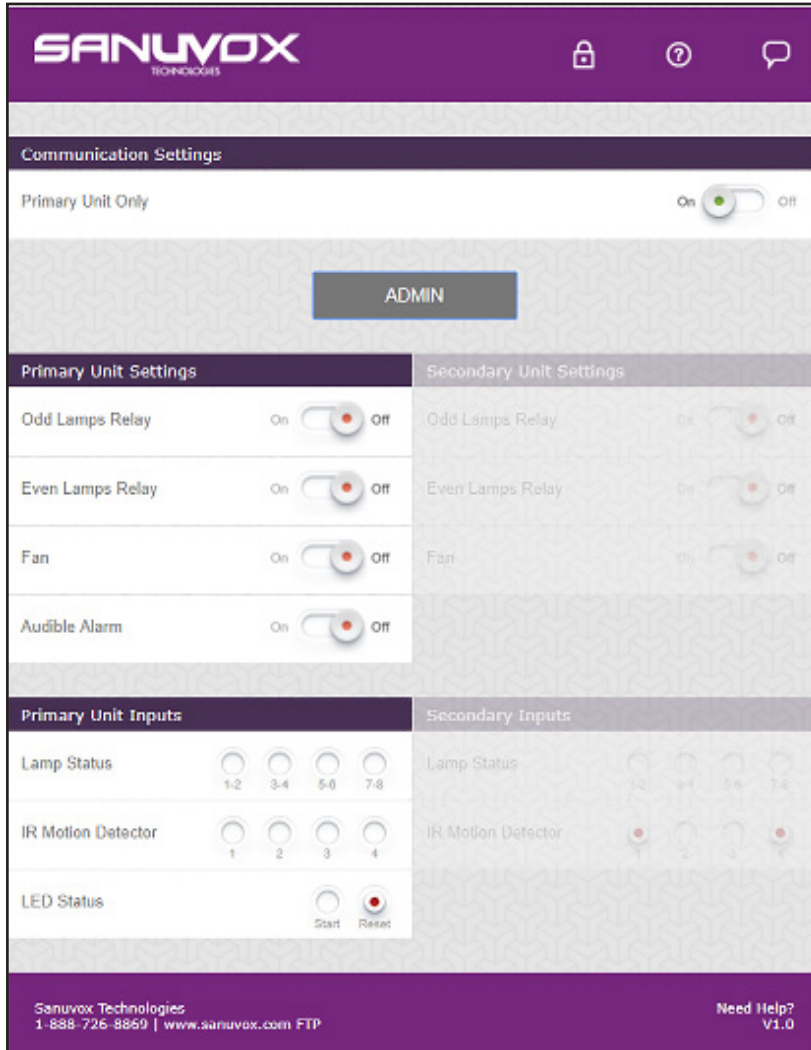 SANUVOX
TECHNOLOGIES
Communication Settings
Primary Unit Only On Off
ADMIN
Primary Unit Settings
Odd Lamps Relay On Off
Even Lamps Relay On Off
Fan On Off
Audible Alarm On Off
Secondary Unit Settings
Odd Lamps Relay On Off
Even Lamps Relay On Off
Fan On Off
Primary Unit Inputs
Lamp Status
1-2 3-4 5-6 7-8
IR Motion Detector
1 2 3 4
LED Status
Start Reset
Secondary Inputs
Lamp Status
1-2 3-4 5-6 7-8
IR Motion Detector
1 2 3 4
Sanuvox Technologies
1-888-726-8869 | www.sanuvox.com FTP
Need Help?
V1.0